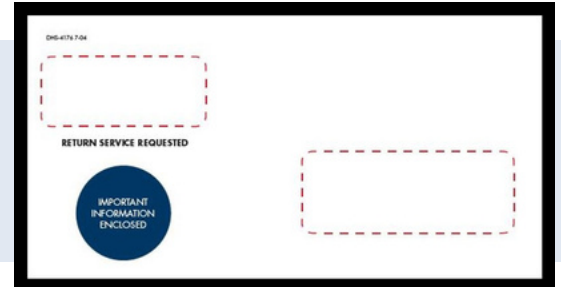 DHS-4176 7-04
RETURN SERVICE REQUESTED
IMPORTANT
INFORMATION
ENCLOSED